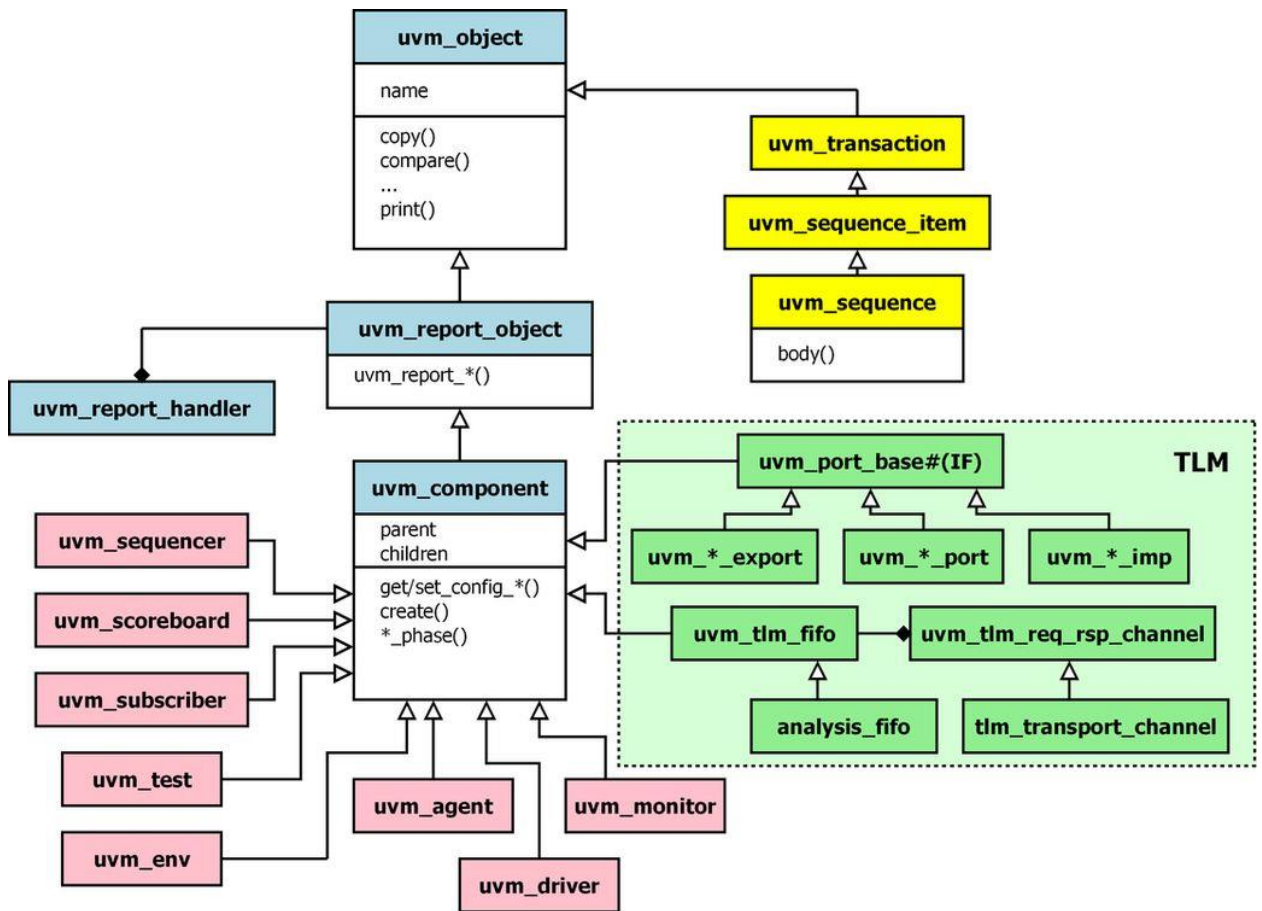 uvm_object
name
copy()
compare()
...
print()
uvm_transaction
uvm_sequence_item
uvm_sequence
body()
uvm_report_object
uvm_report_*()
uvm_report_handler
uvm_component
parent
children
get/set_config_*()
create()
*_phase()
TLM
uvm_port_base#(IF)
uvm_*_export
uvm_*_port
uvm_*_imp
uvm_tlm_fifo
uvm_tlm_req_rsp_channel
analysis_fifo
tlm_transport_channel
uvm_sequencer
uvm_scoreboard
uvm_subscriber
uvm_test
uvm_env
uvm_agent
uvm_monitor
uvm_driver